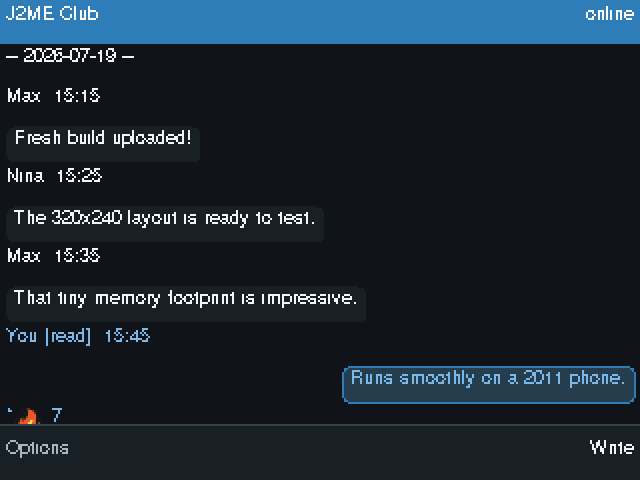 J2ME Club online
— 2026-07-19 —
Max 15:15
Fresh build uploaded!
Nina 15:25
The 320x240 layout is ready to test.
Max 15:35
That tiny memory footprint is impressive.
You [read] 15:45
Runs smoothly on a 2011 phone.
🔥 7
Options Write